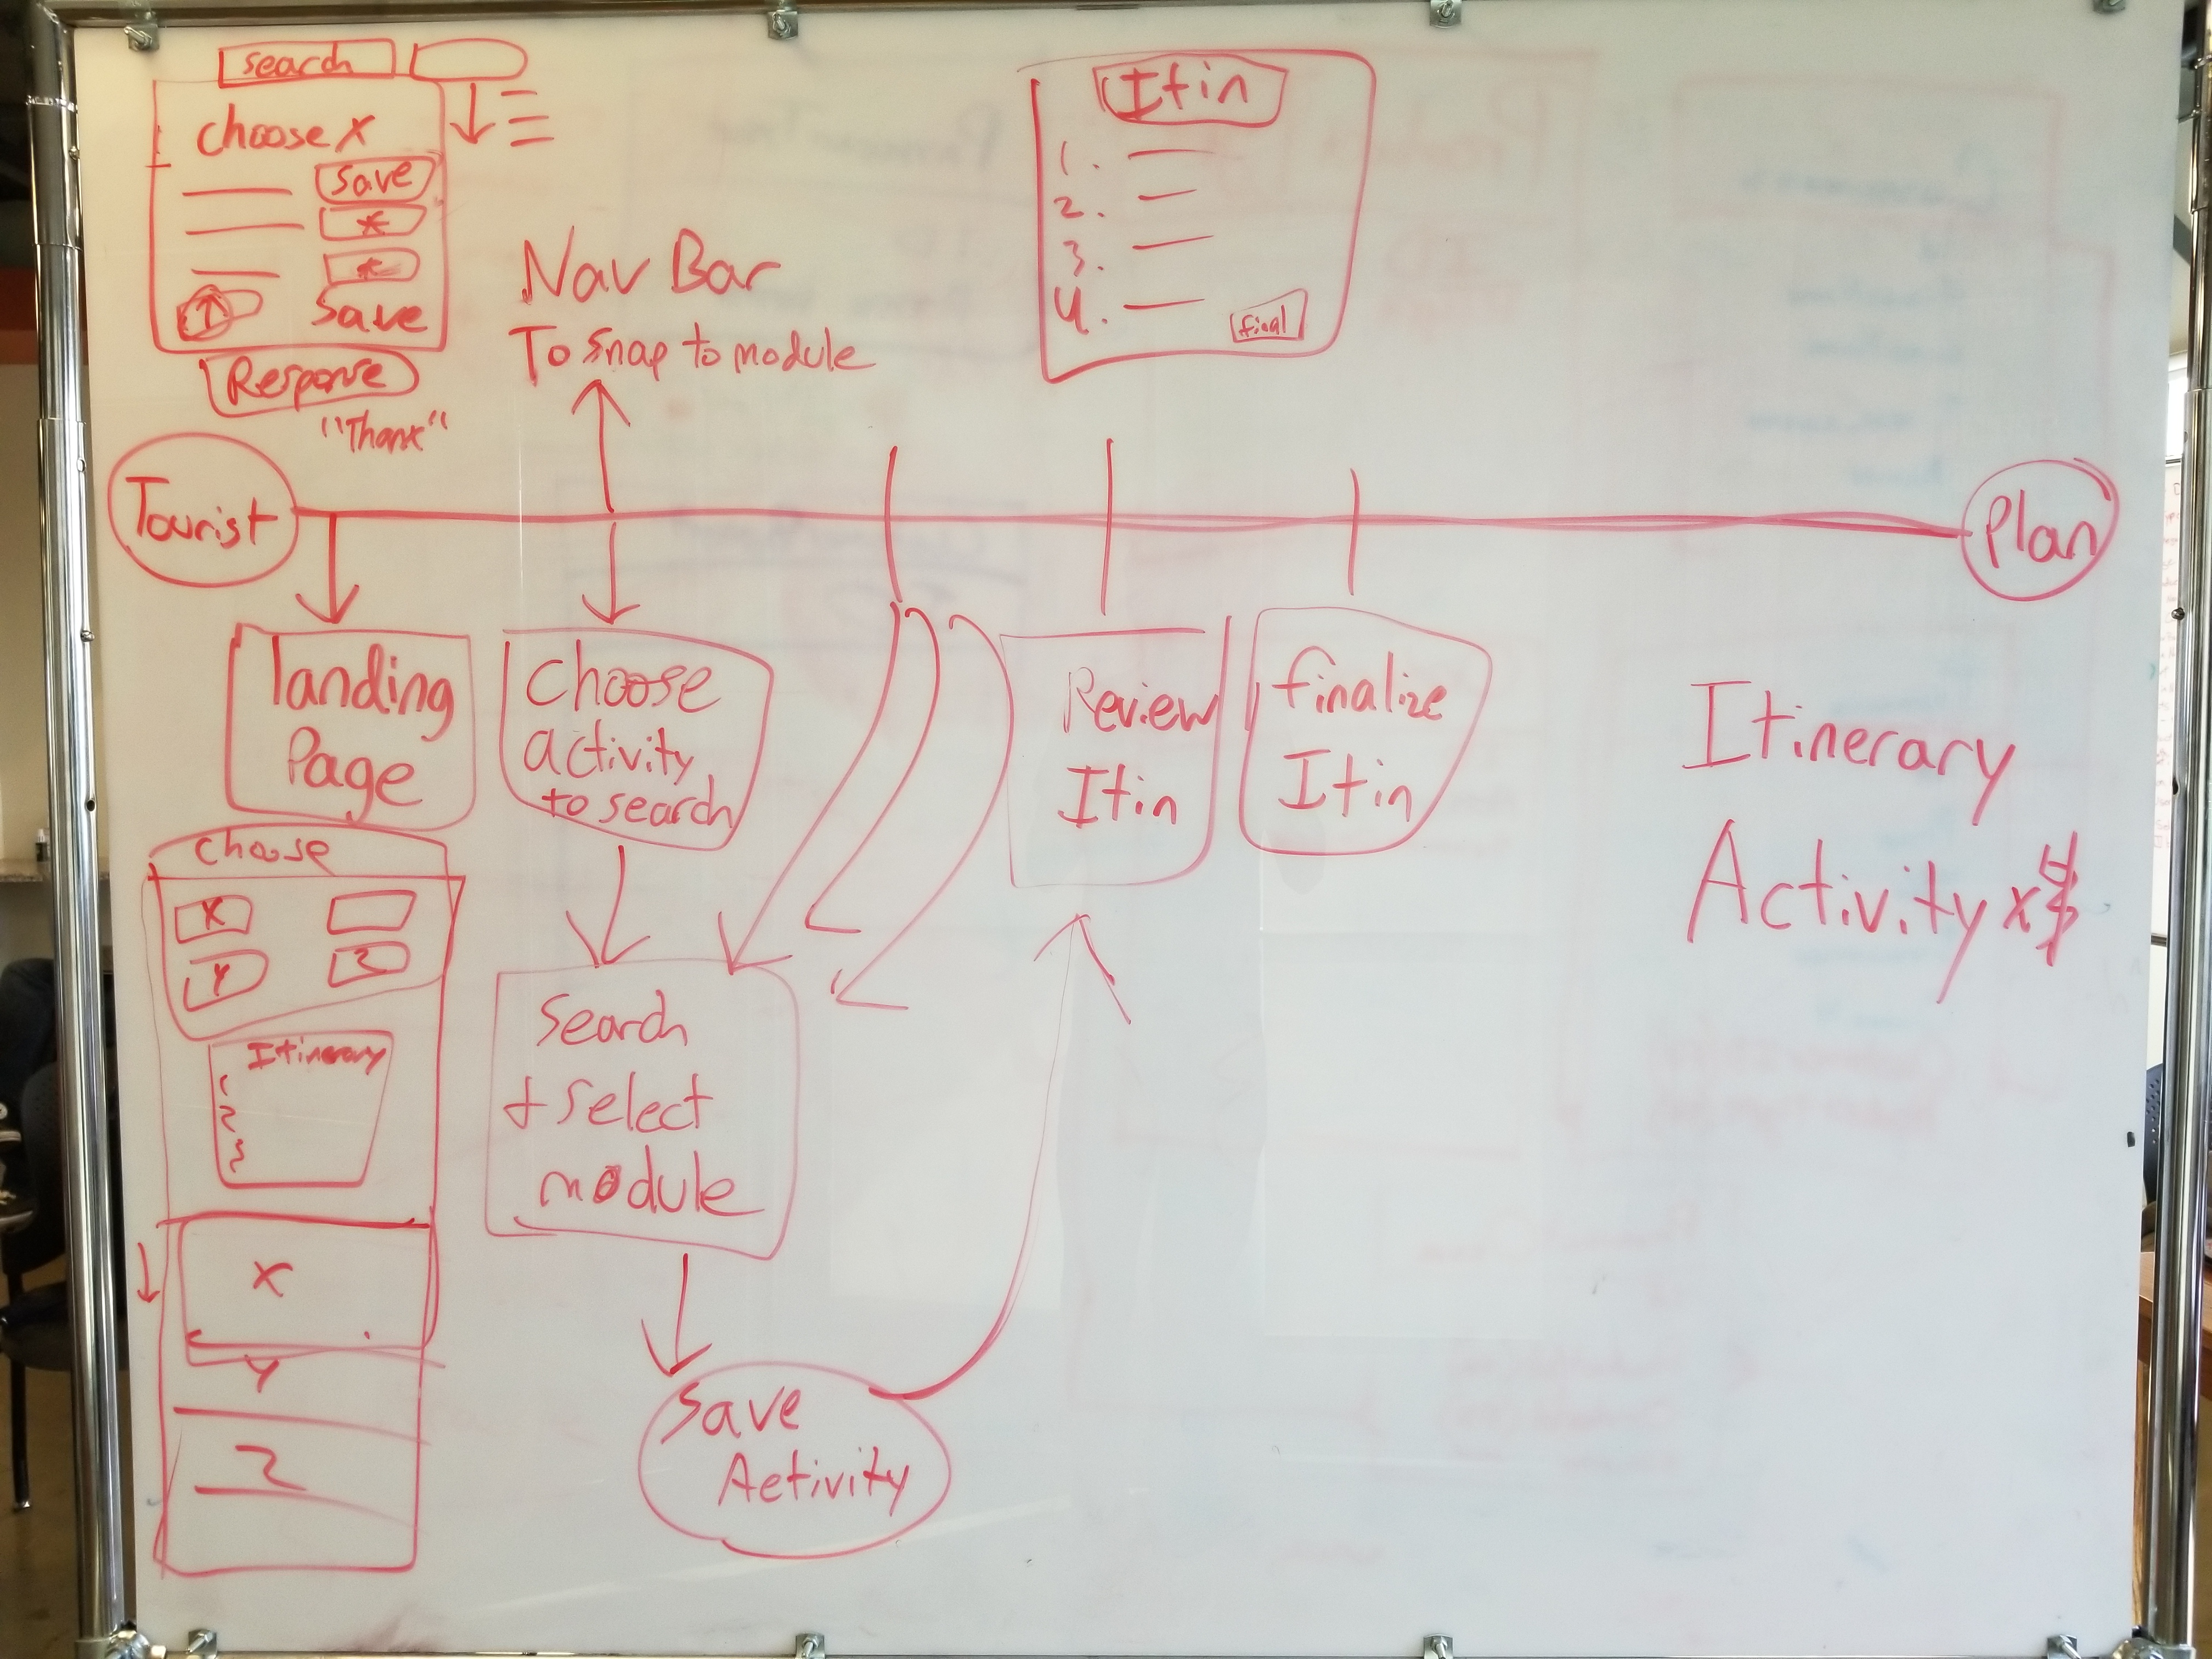 search
choose X
save
*
*
Save
Response
"Thank"
Nav Bar
To snap to module
Itin
1.
2.
3.
4.
final
Tourist
Plan
landing
Page
Choose
activity
to search
Review
Itin
finalize
Itin
Itinerary
Activity x
choose
X
Y
Z
Itinerary
1
2
3
X
Y
Z
Search
+ select
module
Save
Activity